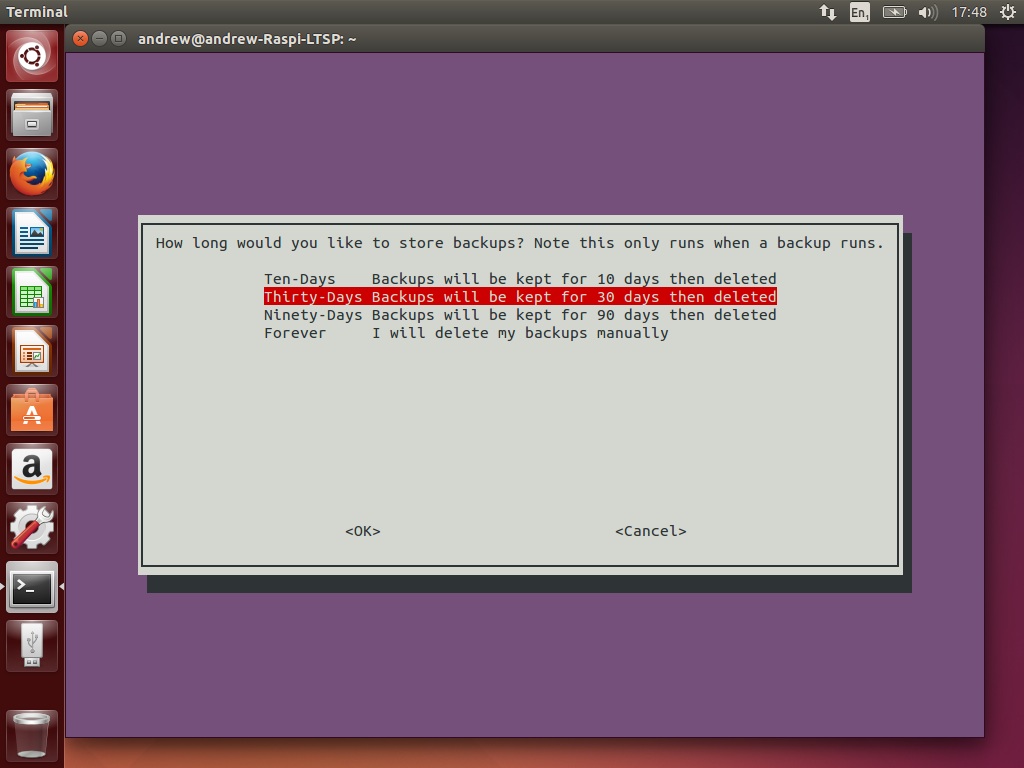 Terminal
En1
17:48
andrew@andrew-Raspi-LTSP: ~
How long would you like to store backups? Note this only runs when a backup runs.
Ten-Days Backups will be kept for 10 days then deleted
Thirty-Days Backups will be kept for 30 days then deleted
Ninety-Days Backups will be kept for 90 days then deleted
Forever I will delete my backups manually
<OK> <Cancel>
A
a
>_